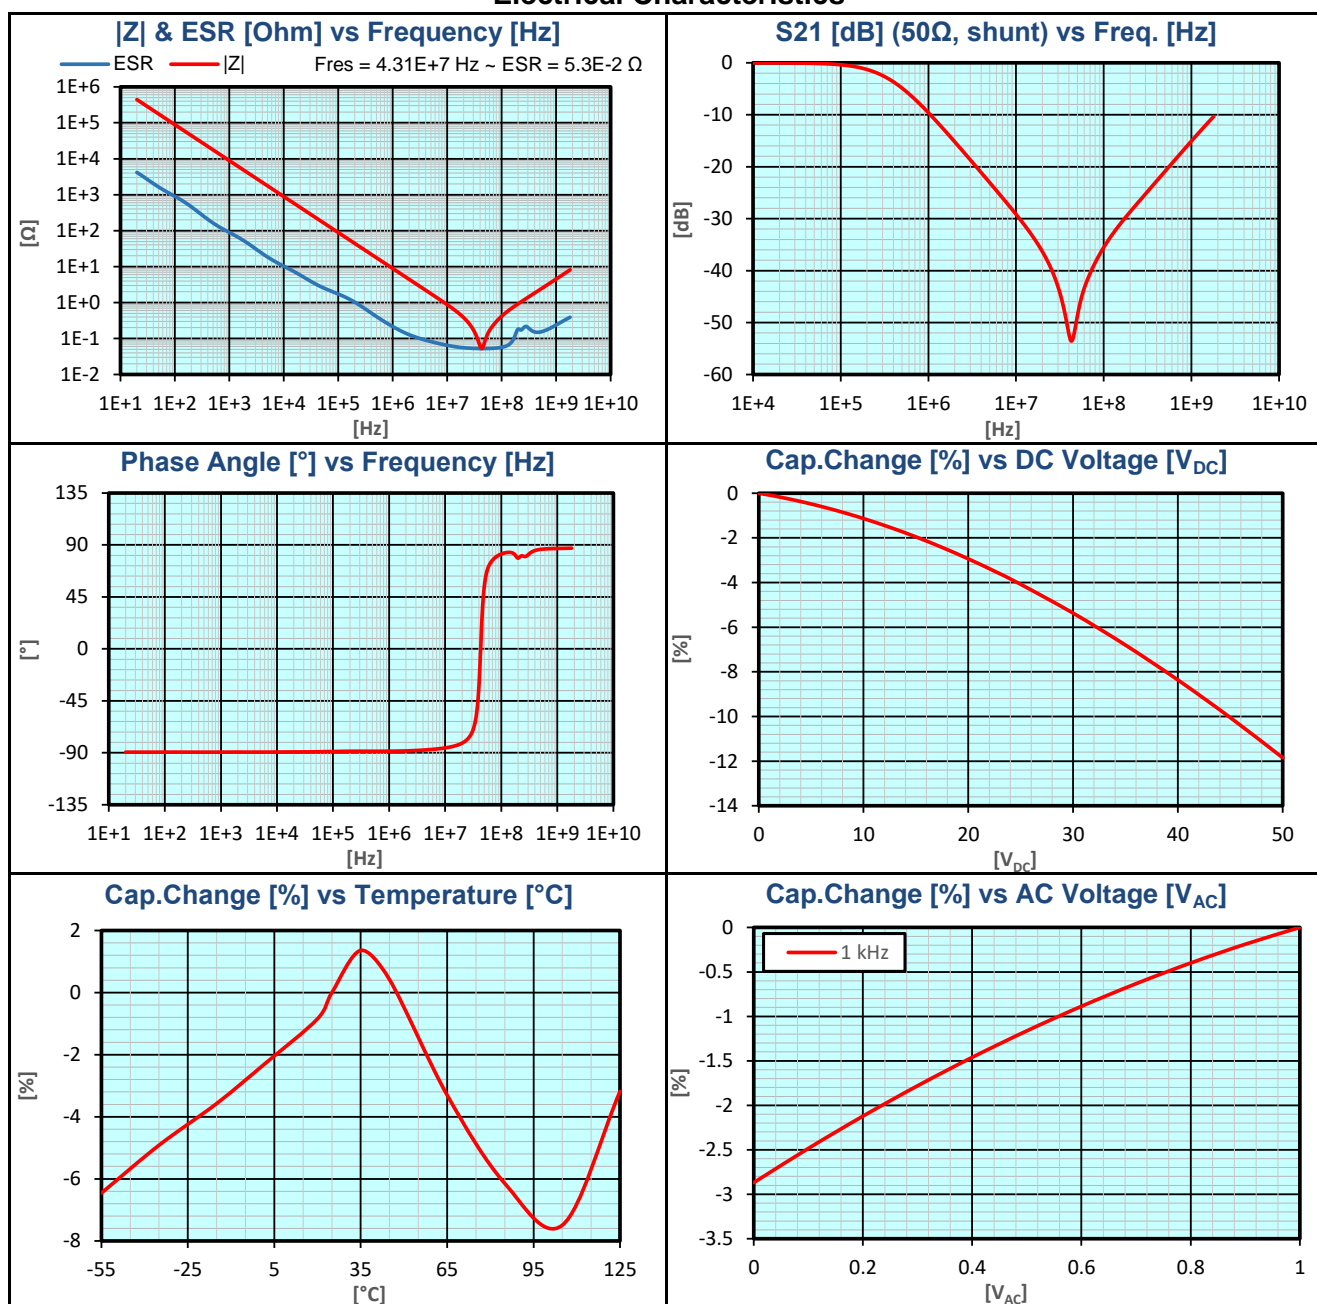 Electrical Characteristics
|Z| & ESR [Ohm] vs Frequency [Hz]
ESR |Z| Fres = 4.31E+7 Hz ~ ESR = 5.3E-2 Ω
1E+6
1E+5
1E+4
1E+3
1E+2
1E+1
1E+0
1E-1
1E-2
[Ω]
1E+1 1E+2 1E+3 1E+4 1E+5 1E+6 1E+7 1E+8 1E+9 1E+10
[Hz]
S21 [dB] (50Ω, shunt) vs Freq. [Hz]
0
-10
-20
-30
-40
-50
-60
[dB]
1E+4 1E+5 1E+6 1E+7 1E+8 1E+9 1E+10
[Hz]
Phase Angle [°] vs Frequency [Hz]
135
90
45
0
-45
-90
-135
[°]
1E+1 1E+2 1E+3 1E+4 1E+5 1E+6 1E+7 1E+8 1E+9 1E+10
[Hz]
Cap.Change [%] vs DC Voltage [VDC]
0
-2
-4
-6
-8
-10
-12
-14
[%]
0 10 20 30 40 50
[VDC]
Cap.Change [%] vs Temperature [°C]
2
0
-2
-4
-6
-8
[%]
-55 -25 5 35 65 95 125
[°C]
Cap.Change [%] vs AC Voltage [VAC]
1 kHz
0
-0.5
-1
-1.5
-2
-2.5
-3
-3.5
[%]
0 0.2 0.4 0.6 0.8 1
[VAC]